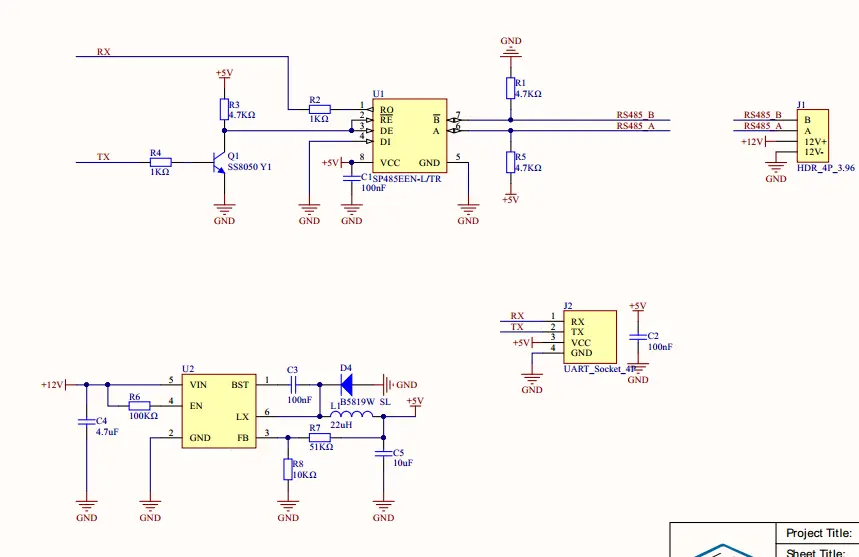 RX
+5V
R3
4.7KΩ
R2
1KΩ
TX
R4
1KΩ
Q1
SS8050 Y1
GND
GND
U1
1
2
3
4
8
RO
RE
DE
DI
VCC
B
A
GND
7
6
5
SP485EEN-L/TR
+5V
C1
100nF
GND
GND
GND
R1
4.7KΩ
RS485_B
RS485_A
R5
4.7KΩ
+5V
J1
RS485_B
RS485_A
+12V
B
A
12V+
12V-
GND
HDR_4P_3.96
J2
RX
TX
+5V
1
2
3
4
RX
TX
VCC
GND
UART_Socket_4P
GND
+5V
C2
100nF
GND
+12V
R6
100KΩ
C4
4.7uF
GND
GND
U2
5
4
2
VIN
EN
GND
BST
LX
FB
1
6
3
C3
100nF
D4
GND
B5819W SL
L1
22uH
+5V
R7
51KΩ
R8
10KΩ
C5
10uF
GND
GND
Project Title:
Sheet Title: